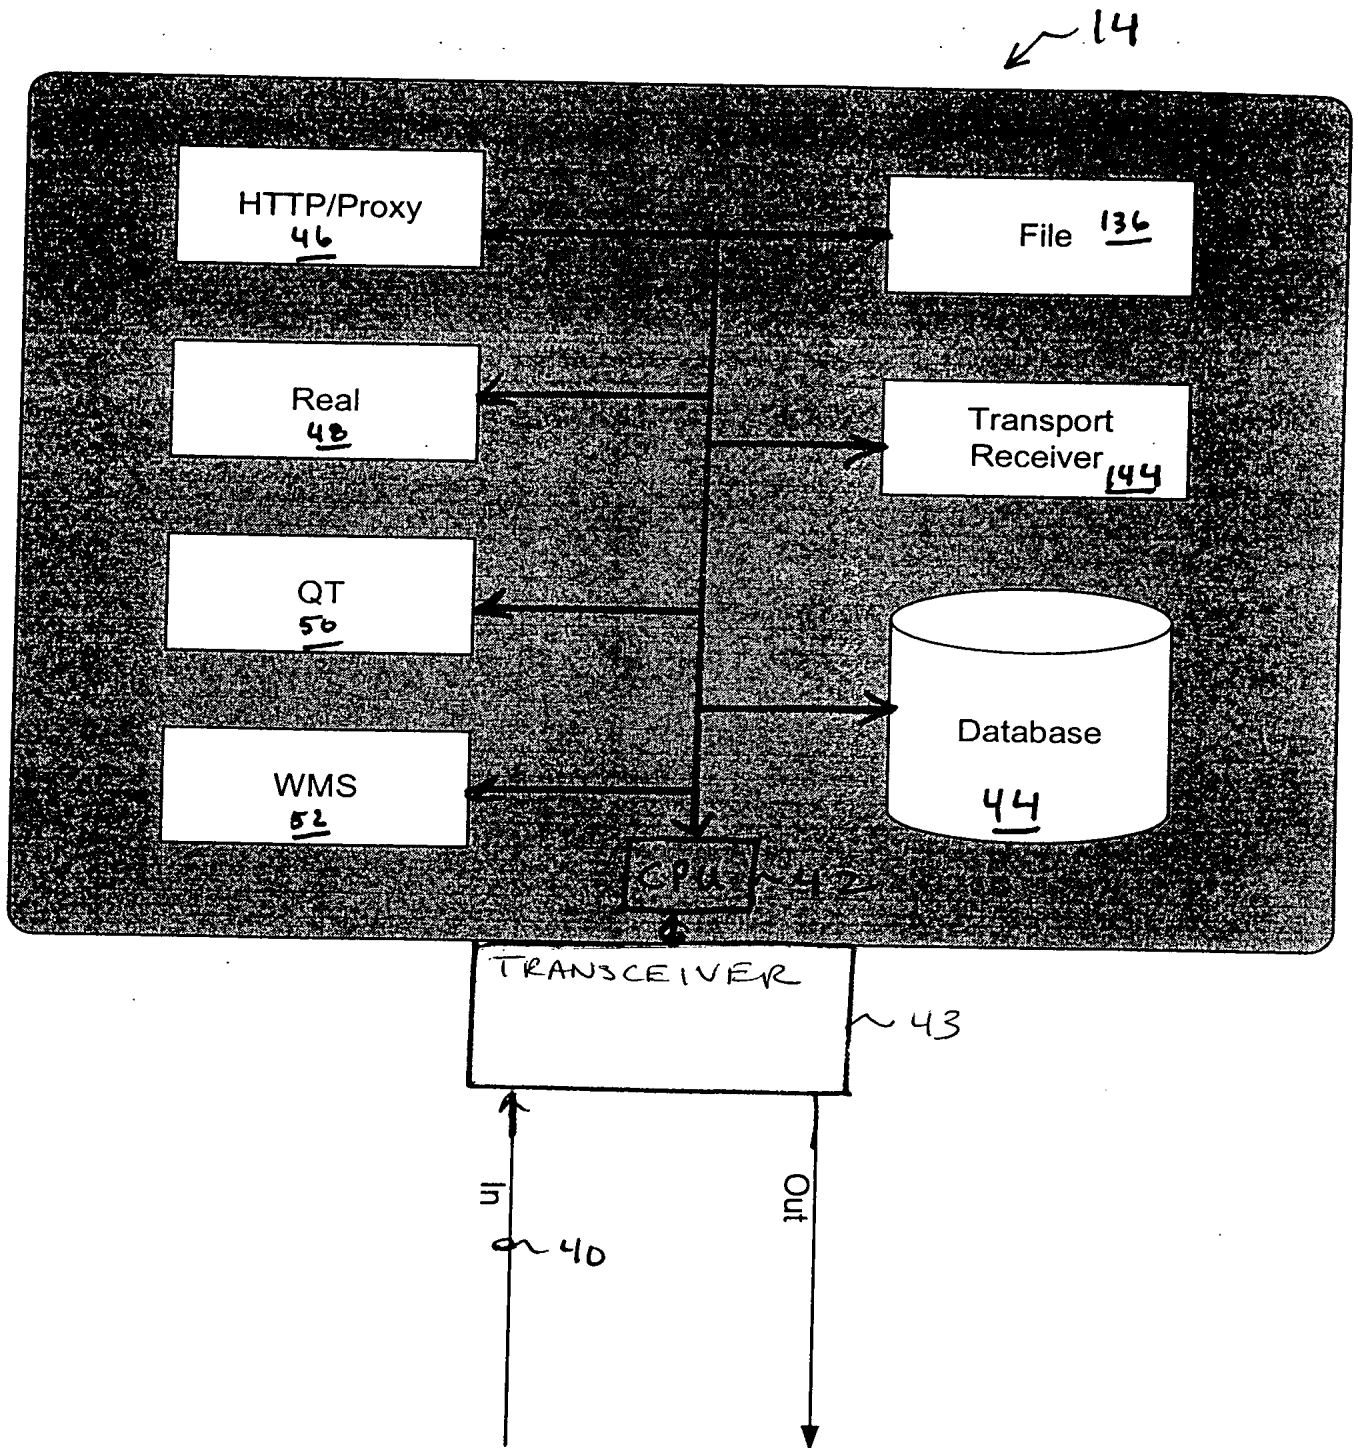 14
HTTP/Proxy
46
File 136
Real
48
Transport
Receiver 144
QT
50
Database
44
WMS
52
CPU 42
TRANSCEIVER
43
In
Out
40